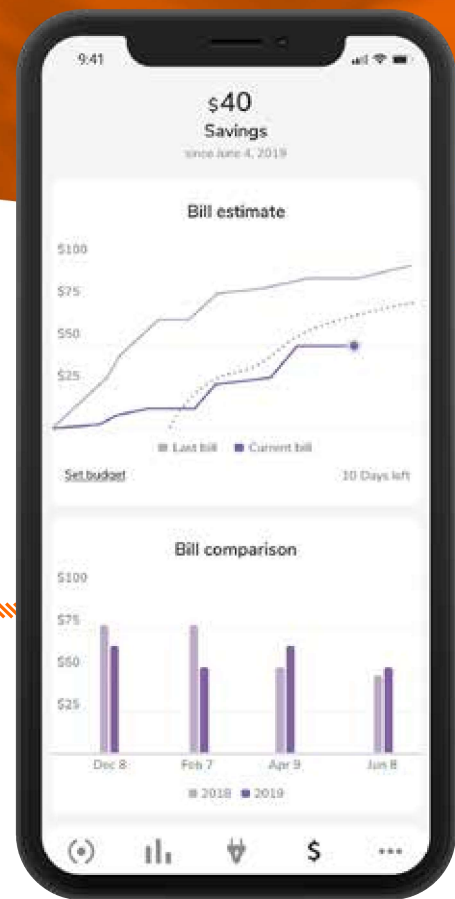 9:41
$40
Savings
since June 4, 2019
Bill estimate
$100
$75
$50
$25
Last bill Current bill
Set budget 10 Days left
Bill comparison
$100
$75
$50
$25
Dec 8 Feb 7 Apr 9 Jun 8
2018 2019
$